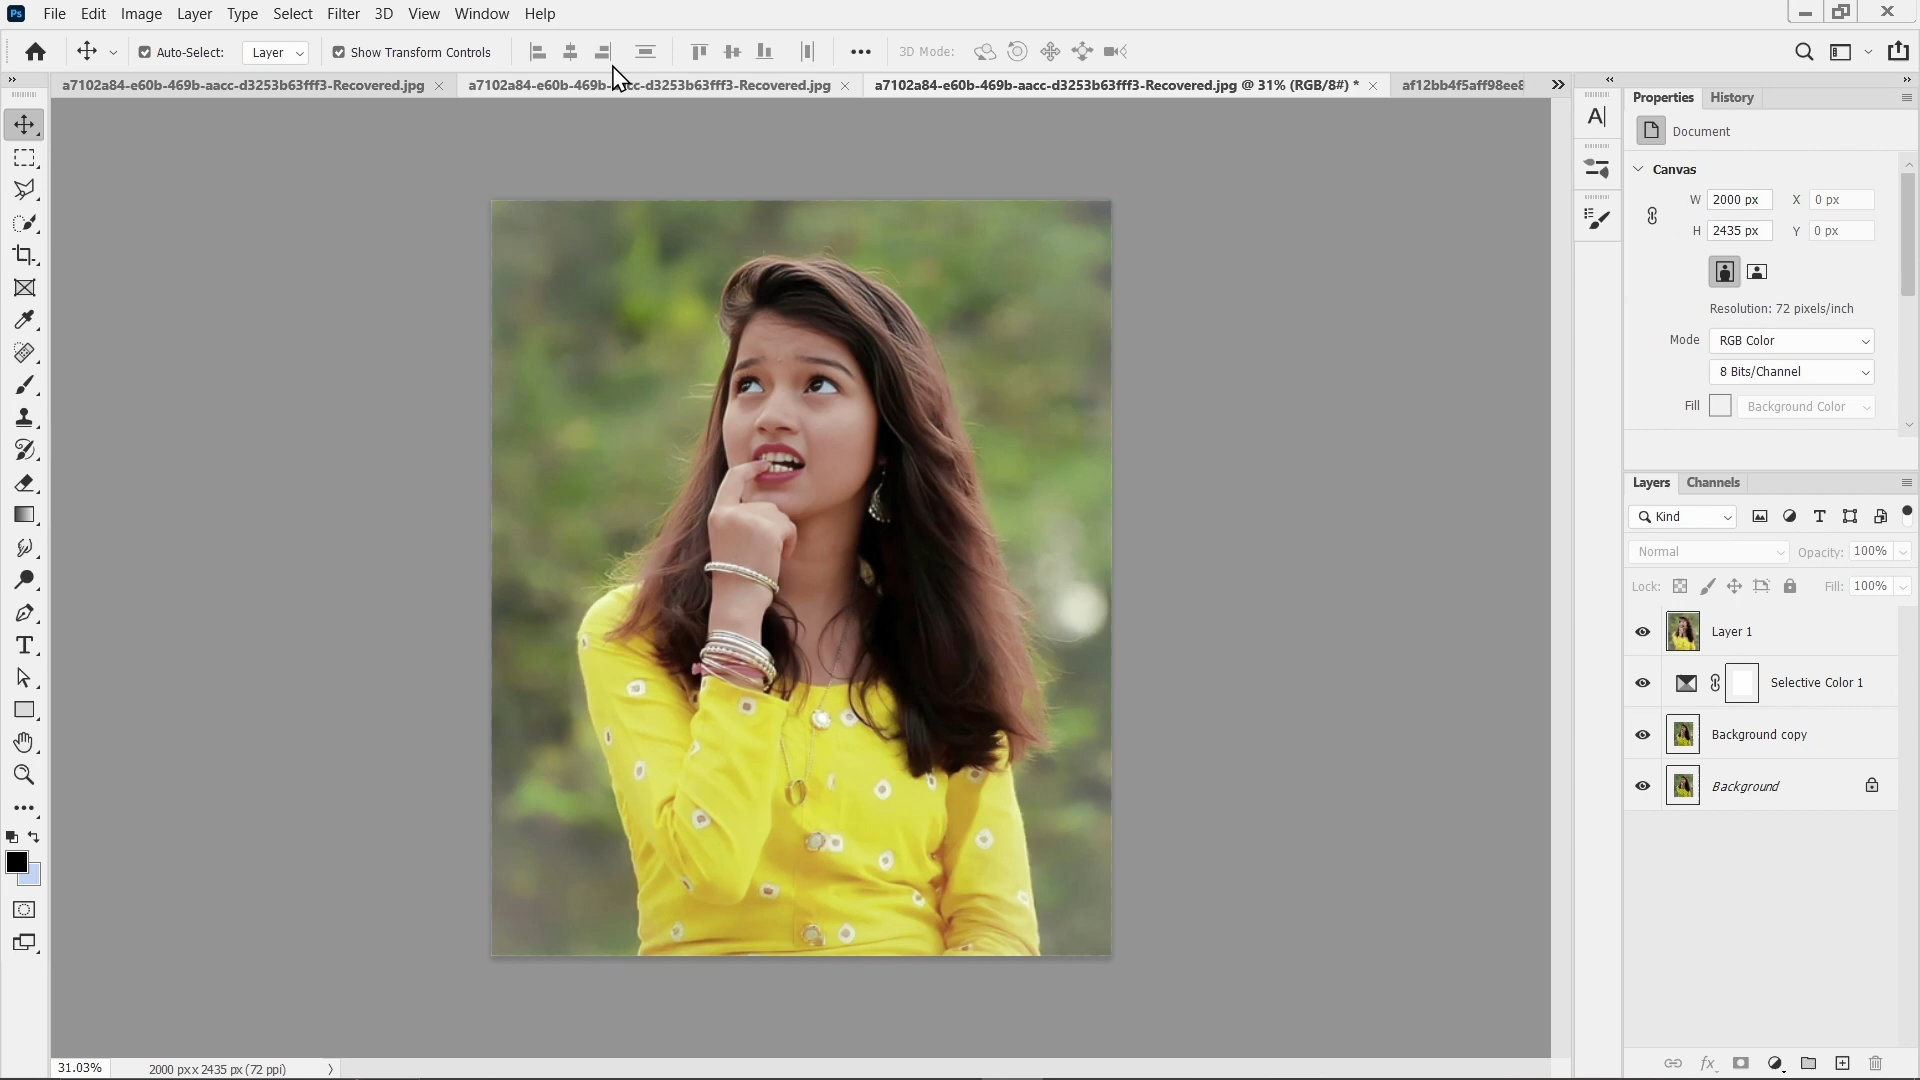 Ps File Edit Image Layer Type Select Filter 3D View Window Help
Auto-Select: Layer Show Transform Controls 3D Mode:
a7102a84-e60b-469b-aacc-d3253b63fff3-Recovered.jpg a7102a84-e60b-469b-aacc-d3253b63fff3-Recovered.jpg a7102a84-e60b-469b-aacc-d3253b63fff3-Recovered.jpg @ 31% (RGB/8#) * af12bb4f5aff98ee8
Properties History
Document
Canvas
W 2000 px X 0 px
H 2435 px Y 0 px
Resolution: 72 pixels/inch
Mode RGB Color
8 Bits/Channel
Fill Background Color
Layers Channels
Kind
Normal Opacity: 100%
Lock: Fill: 100%
Layer 1
Selective Color 1
Background copy
Background
31.03% 2000 px x 2435 px (72 ppi)